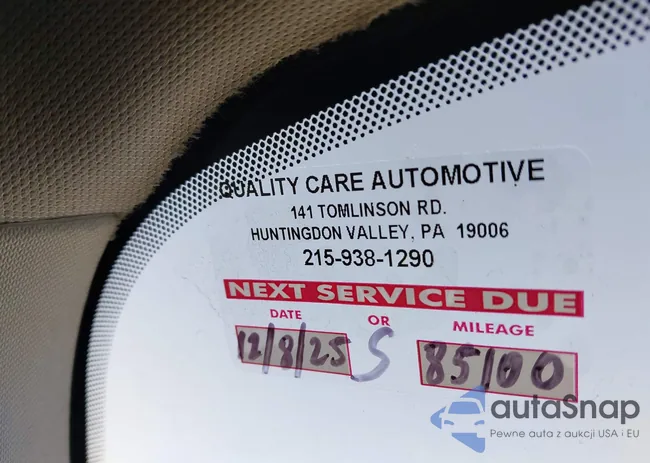 QUALITY CARE AUTOMOTIVE
141 TOMLINSON RD.
HUNTINGDON VALLEY, PA 19006
215-938-1290
NEXT SERVICE DUE
DATE OR MILEAGE
12/8/25 S 85100
autaSnap
Pewne auta z aukcji USA i EU